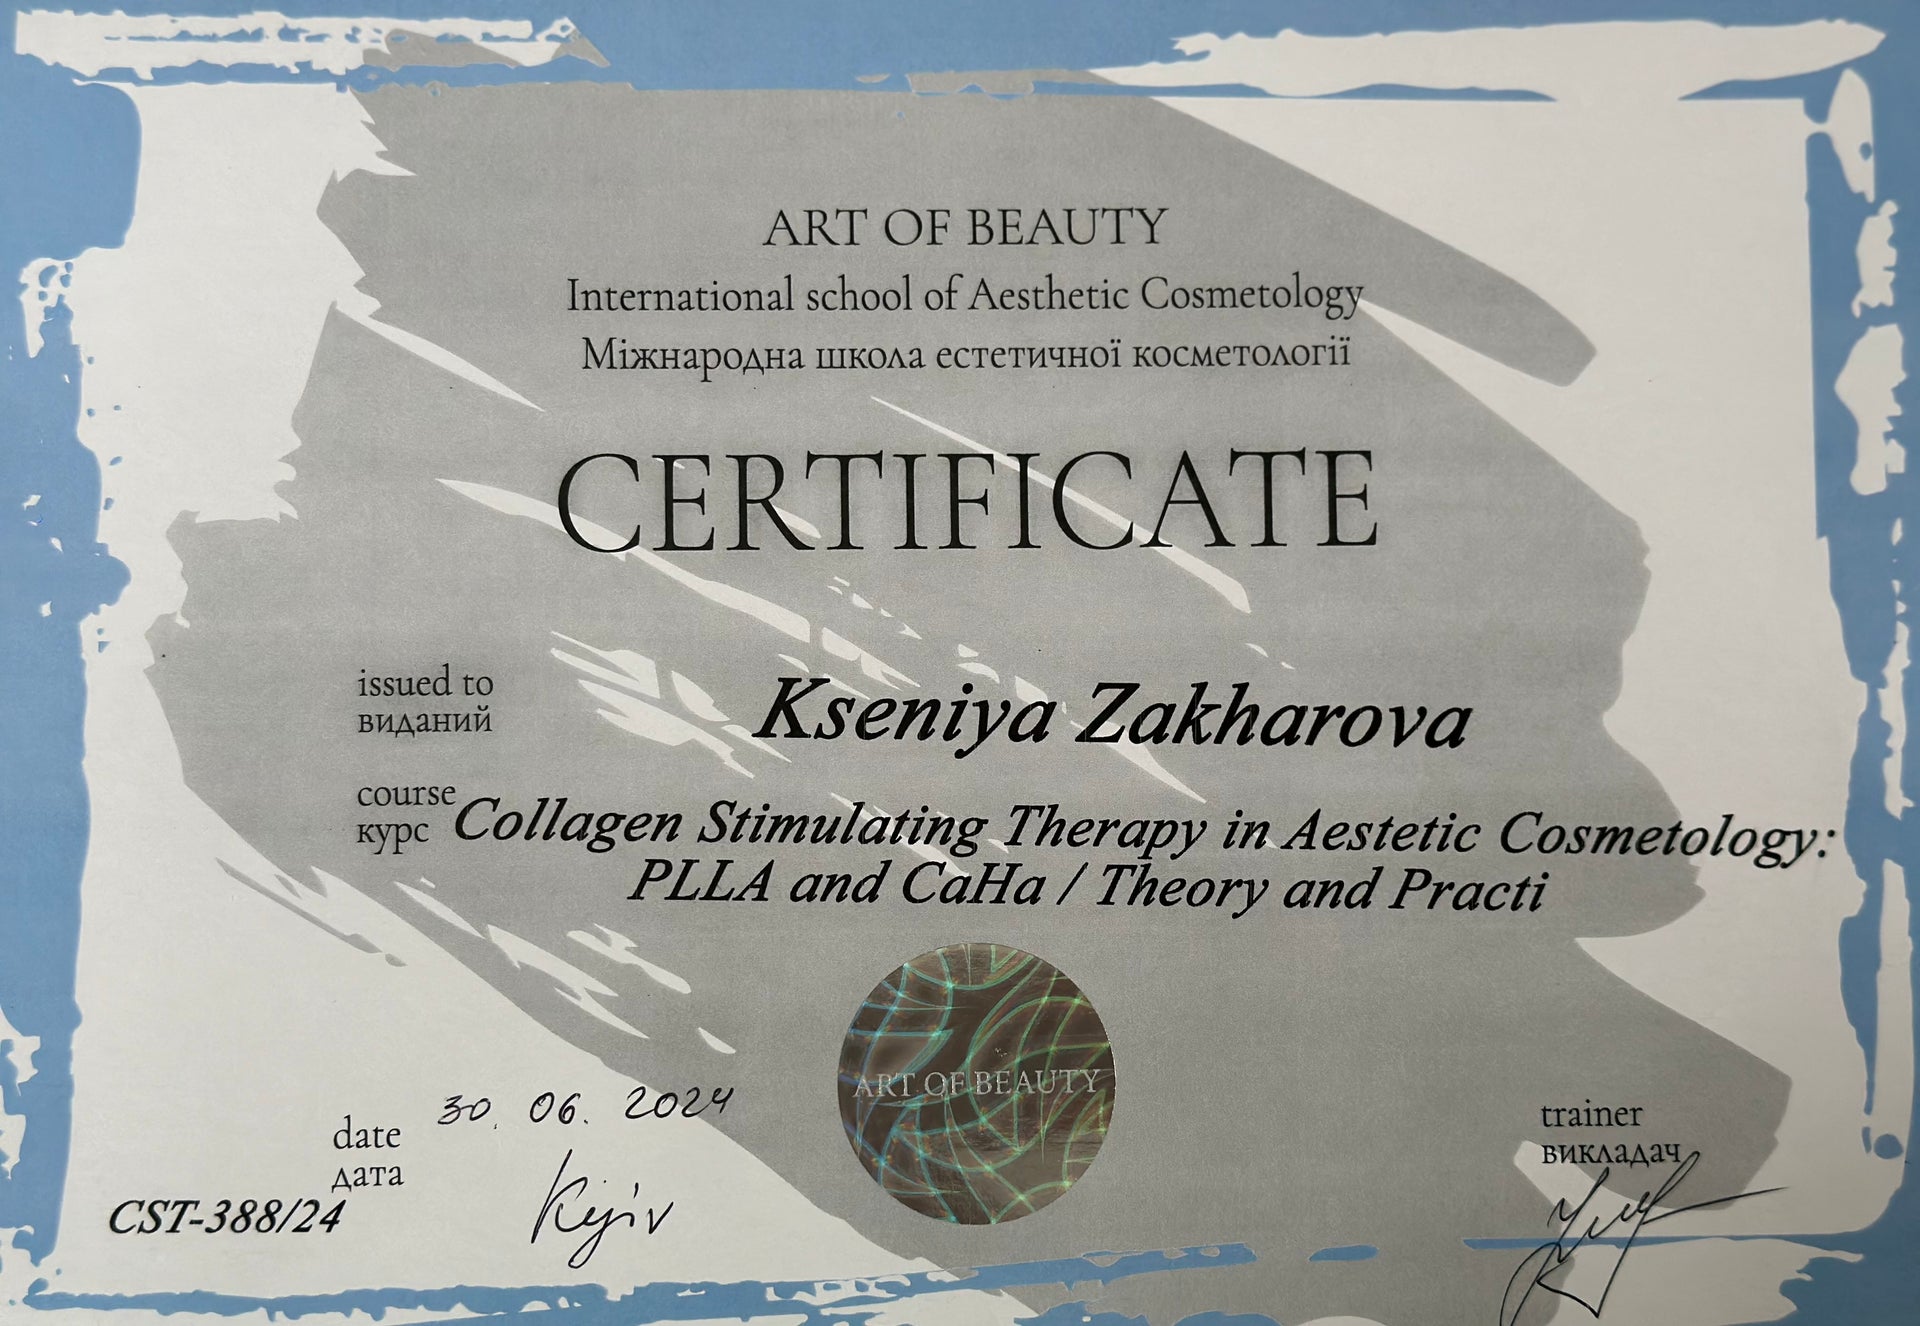 ART OF BEAUTY
International school of Aesthetic Cosmetology
Міжнародна школа естетичної косметології
CERTIFICATE
issued to
виданий
Kseniya Zakharova
course
курс
Collagen Stimulating Therapy in Aestetic Cosmetology:
PLLA and CaHa / Theory and Practi
ART OF BEAUTY
date
дата
30. 06. 2024
Kyiv
CST-388/24
trainer
викладач